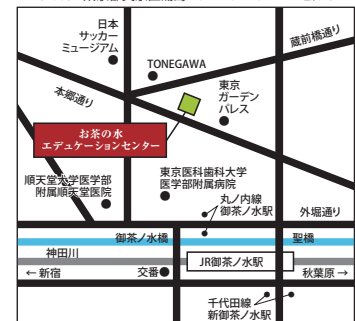 日本
サッカー
ミュージアム
蔵前橋通り
TONEGAWA
本郷通り
東京
ガーデン
パレス
お茶の水
エデュケーションセンター
順天堂大学医学部
附属順天堂医院
東京医科歯科大学
医学部附属病院
丸ノ内線
御茶ノ水駅
外堀通り
御茶ノ水橋
聖橋
神田川
JR御茶ノ水駅
← 新宿
交番
秋葉原 →
千代田線
新御茶ノ水駅